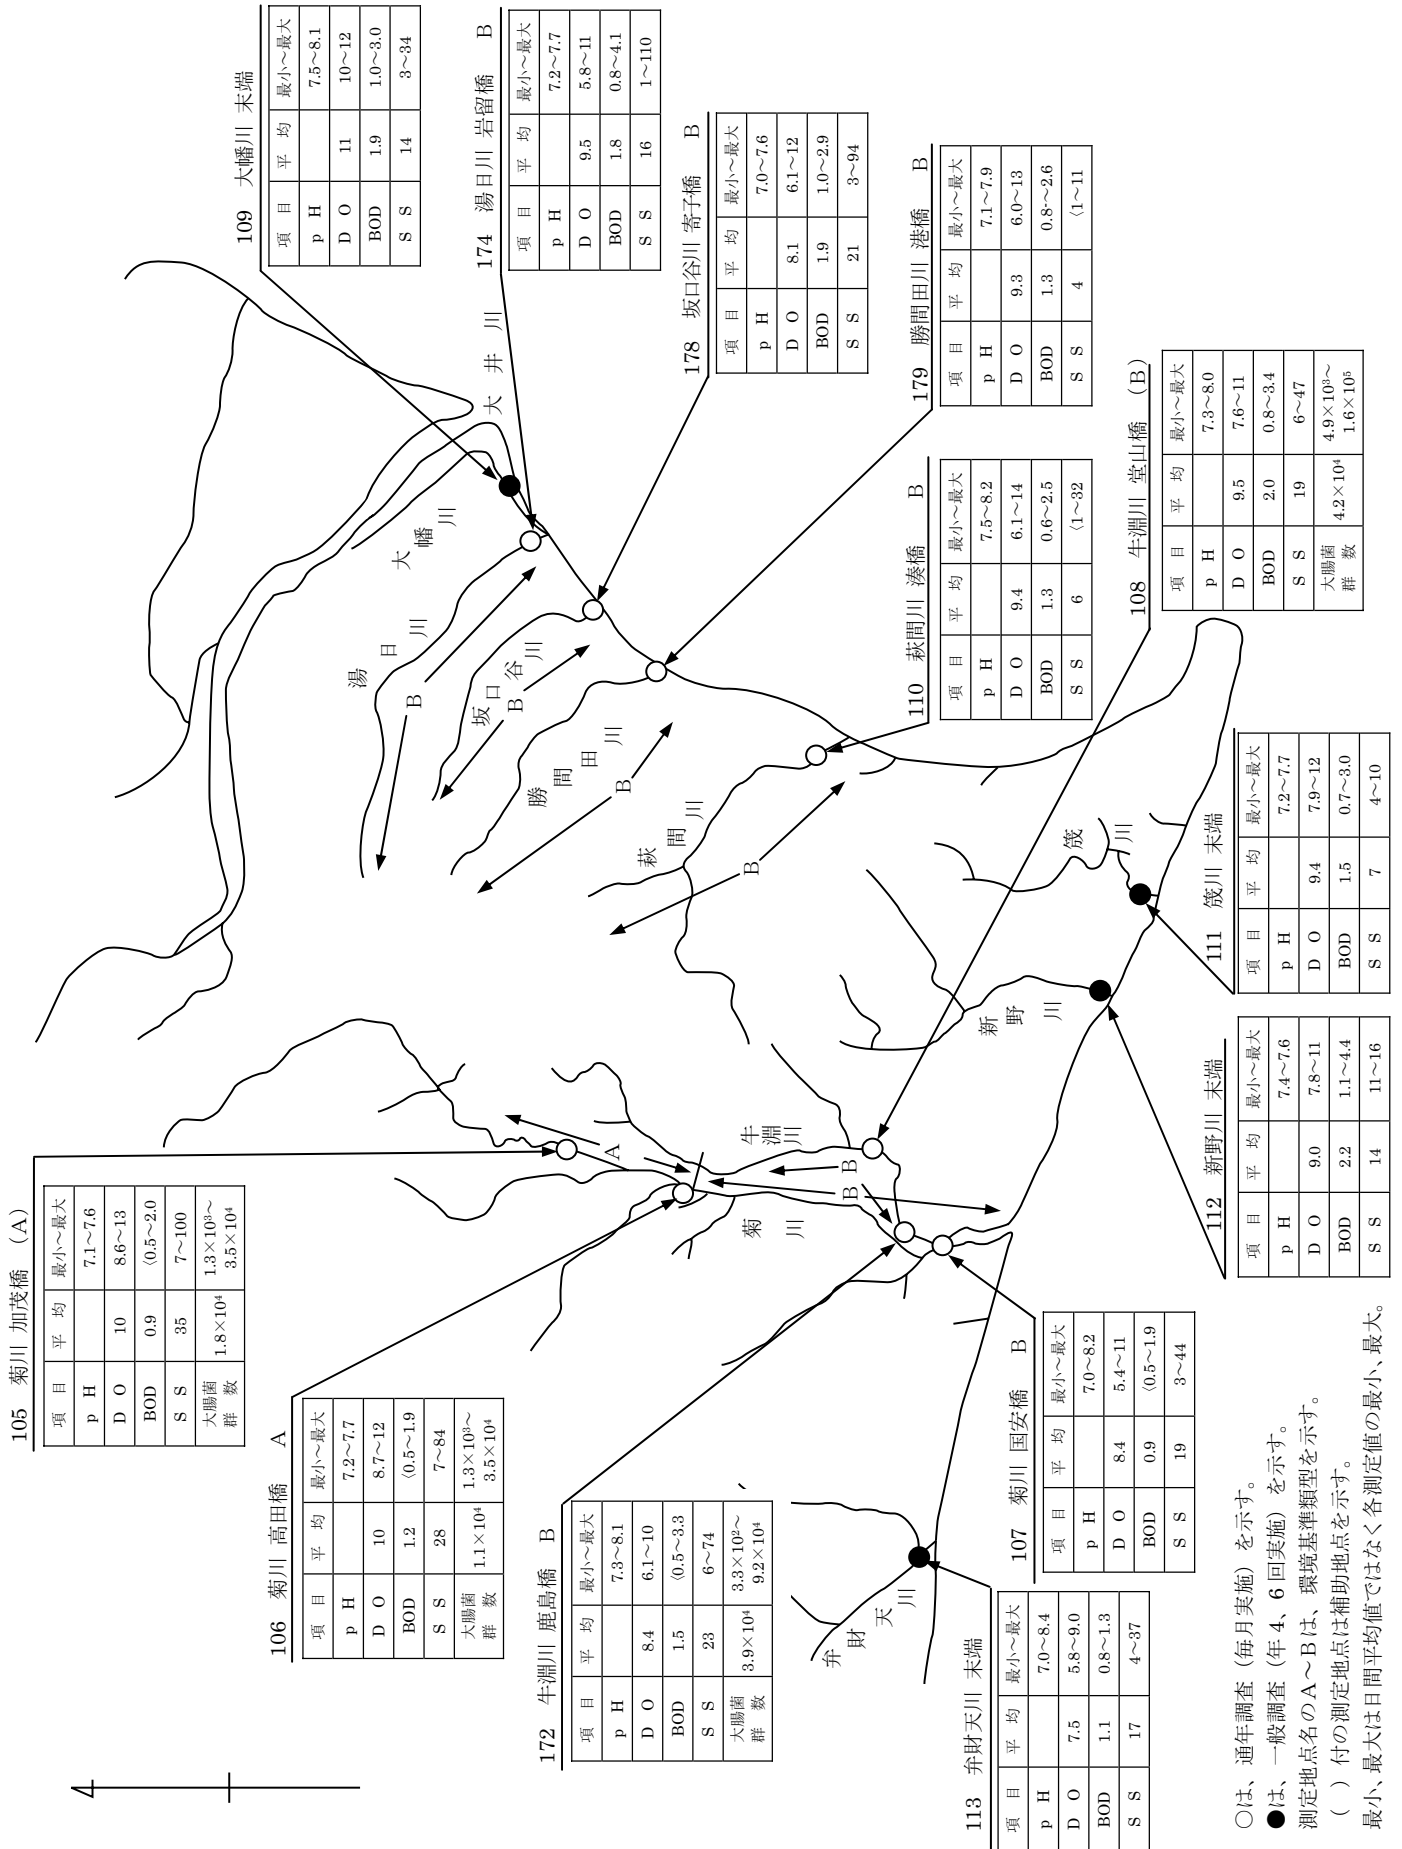 105 菊川 加茂橋 (A)
項 目 平 均 最小～最大
p H 7.1～7.6
D O 10 8.6～13
BOD 0.9 〈0.5～2.0
S S 35 7～100
大腸菌 1.3×10³～
群 数 1.8×10⁴ 3.5×10⁴
106 菊川 高田橋 A
項 目 平 均 最小～最大
p H 7.2～7.7
D O 10 8.7～12
BOD 1.2 〈0.5～1.9
S S 28 7～84
大腸菌 1.3×10³～
群 数 1.1×10⁴ 3.5×10⁴
172 牛淵川 鹿島橋 B
項 目 平 均 最小～最大
p H 7.3～8.1
D O 8.4 6.1～10
BOD 1.5 〈0.5～3.3
S S 23 6～74
大腸菌 3.3×10²～
群 数 3.9×10⁴ 9.2×10⁴
113 弁財天川 末端
項 目 平 均 最小～最大
p H 7.0～8.4
D O 7.5 5.8～9.0
BOD 1.1 0.8～1.3
S S 17 4～37
107 菊川 国安橋 B
項 目 平 均 最小～最大
p H 7.0～8.2
D O 8.4 5.4～11
BOD 0.9 〈0.5～1.9
S S 19 3～44
112 新野川 末端
項 目 平 均 最小～最大
p H 7.4～7.6
D O 9.0 7.8～11
BOD 2.2 1.1～4.4
S S 14 11～16
111 筬川 末端
項 目 平 均 最小～最大
p H 7.2～7.7
D O 9.4 7.9～12
BOD 1.5 0.7～3.0
S S 7 4～10
108 牛淵川 堂山橋 (B)
項 目 平 均 最小～最大
p H 7.3～8.0
D O 9.5 7.6～11
BOD 2.0 0.8～3.4
S S 19 6～47
大腸菌 4.9×10³～
群 数 4.2×10⁴ 1.6×10⁵
110 萩間川 湊橋 B
項 目 平 均 最小～最大
p H 7.5～8.2
D O 9.4 6.1～14
BOD 1.3 0.6～2.5
S S 6 〈1～32
179 勝間田川 港橋 B
項 目 平 均 最小～最大
p H 7.1～7.9
D O 9.3 6.0～13
BOD 1.3 0.8-～2.6
S S 4 〈1～11
178 坂口谷川 寄子橋 B
項 目 平 均 最小～最大
p H 7.0～7.6
D O 8.1 6.1～12
BOD 1.9 1.0～2.9
S S 21 3～94
174 湯日川 岩留橋 B
項 目 平 均 最小～最大
p H 7.2～7.7
D O 9.5 5.8～11
BOD 1.8 0.8～4.1
S S 16 1～110
109 大幡川 末端
項 目 平 均 最小～最大
p H 7.5～8.1
D O 11 10～12
BOD 1.9 1.0～3.0
S S 14 3～34
大井川
大幡川
湯日川
B
坂口谷川
B
勝間田川
B
萩間川
B
筬川
新野川
牛淵川
A
B
B
菊川
弁財天川
○は、通年調査（毎月実施）を示す。
●は、一般調査（年4、6回実施）を示す。
測定地点名のA～Bは、環境基準類型を示す。
（ ）付の測定地点は補助地点を示す。
最小、最大は日間平均値ではなく各測定値の最小、最大。